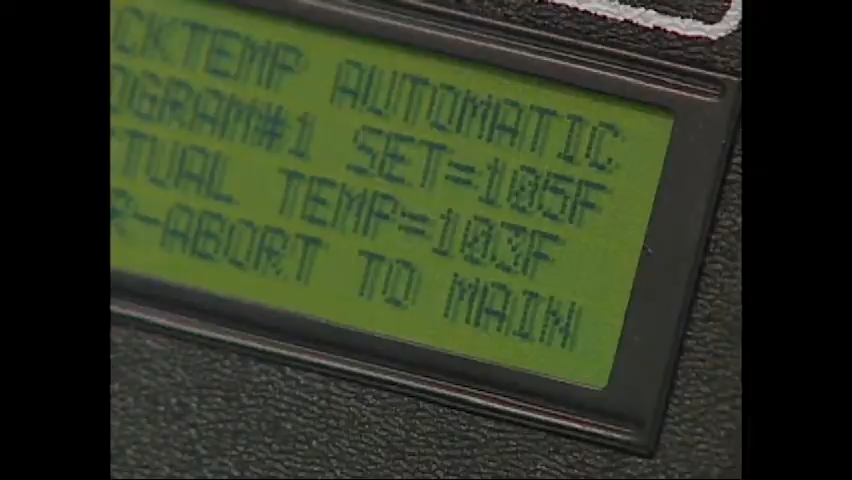 CKTEMP AUTOMATIC
OGRAM#1 SET=105F
TUAL TEMP=103F
R-ABORT TO MAIN